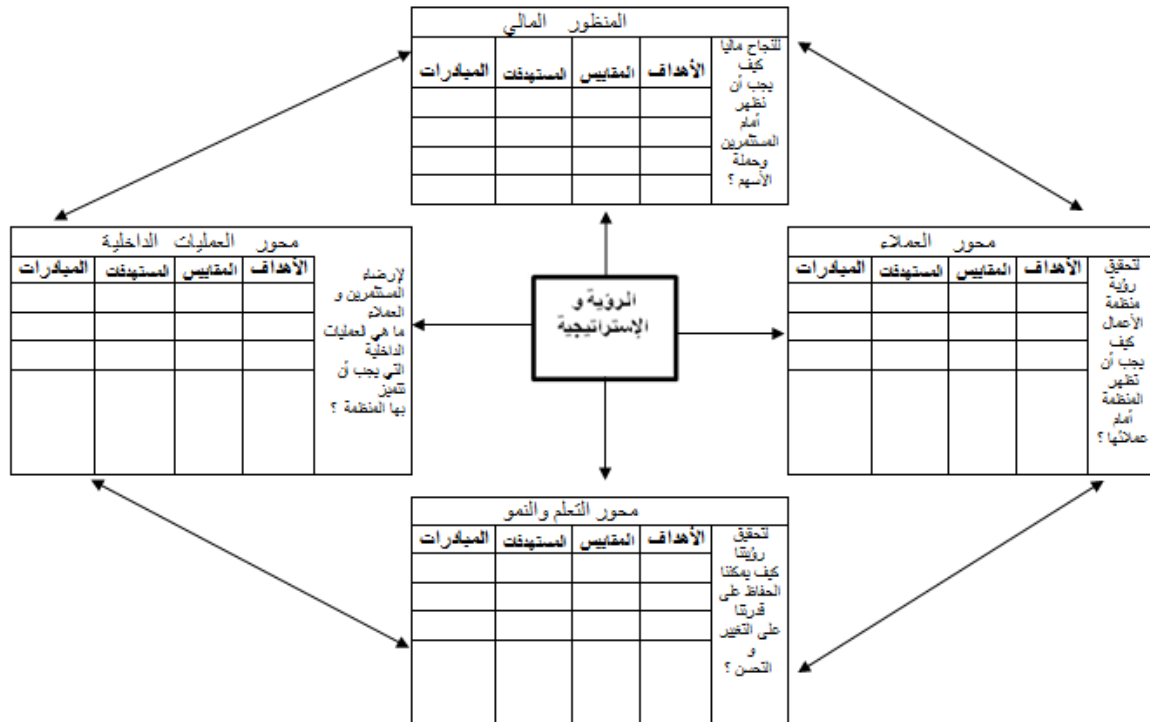 المنظور المالي
للنجاح ماليا
كيف
يجب أن
نظهر
أمام
المستثمرين
وحملة
الأسهم ؟
الأهداف المقاييس المستهدفات المبادرات
محور العملاء
لتحقيق
رؤية
منظمة
الأعمال
كيف
يجب أن
تظهر
المنظمة
أمام
عملائها ؟
الأهداف المقاييس المستهدفات المبادرات
الرؤية و
الإستراتيجية
محور العمليات الداخلية
لإرضاء
المستثمرين و
العملاء
ما هي العمليات
الداخلية
التي يجب أن
تتميز
بها المنظمة ؟
الأهداف المقاييس المستهدفات المبادرات
محور التعلم والنمو
لتحقيق
رؤيتنا
كيف يمكننا
الحفاظ على
قدرتنا
على التغيير
و
التحسن ؟
الأهداف المقاييس المستهدفات المبادرات